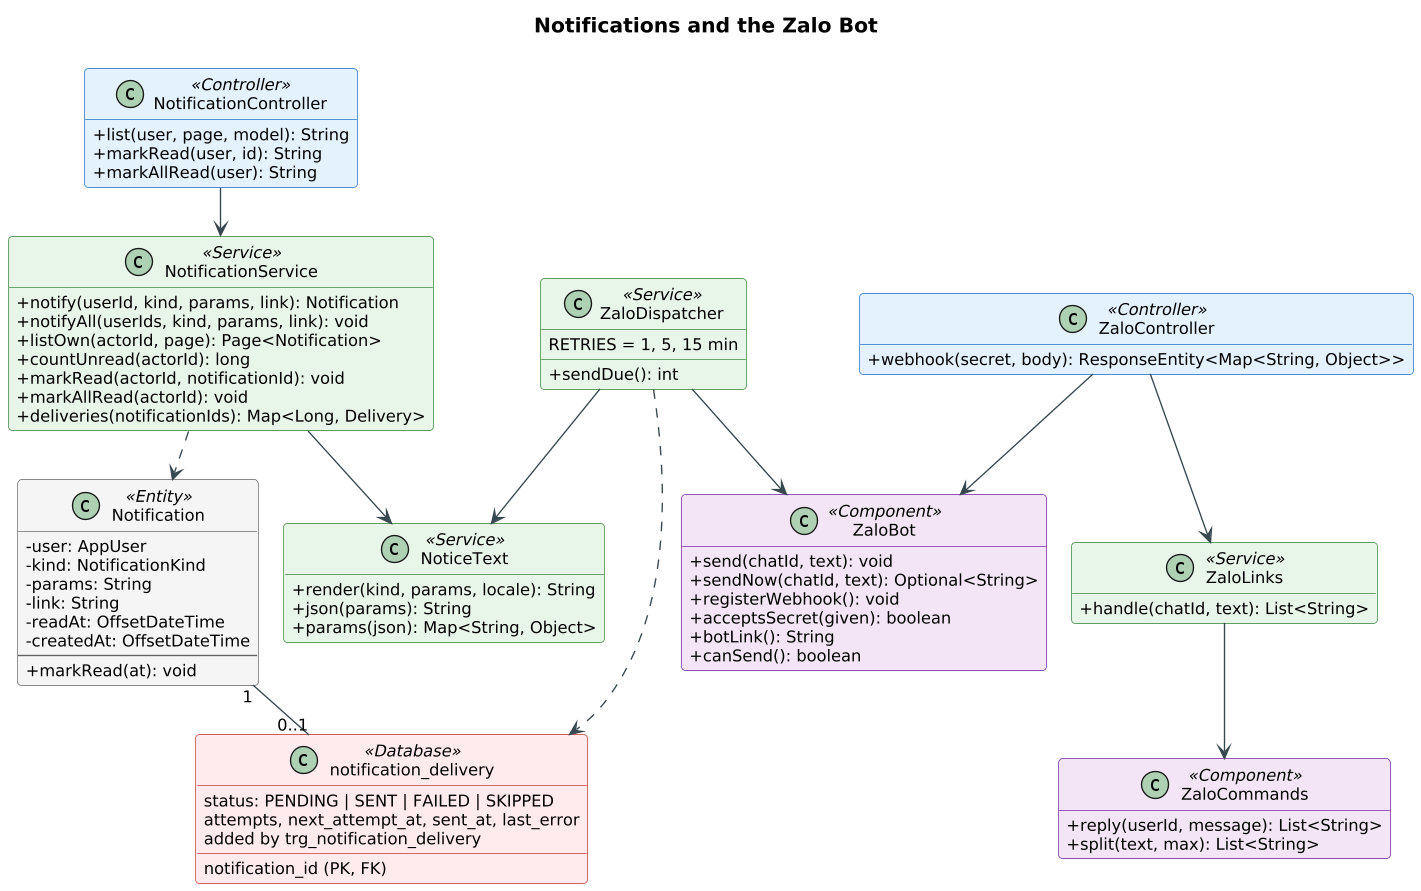 Notifications and the Zalo Bot
«Controller»
C
NotificationController
+list(user, page, model): String
+markRead(user, id): String
+markAllRead(user): String
«Service»
C
NotificationService
+notify(userId, kind, params, link): Notification
+notifyAll(userIds, kind, params, link): void
+listOwn(actorId, page): Page<Notification>
+countUnread(actorId): long
+markRead(actorId, notificationId): void
+markAllRead(actorId): void
+deliveries(notificationIds): Map<Long, Delivery>
«Service»
C
ZaloDispatcher
RETRIES = 1, 5, 15 min
+sendDue(): int
«Controller»
C
ZaloController
+webhook(secret, body): ResponseEntity<Map<String, Object>>
«Entity»
C
Notification
-user: AppUser
-kind: NotificationKind
-params: String
-link: String
-readAt: OffsetDateTime
-createdAt: OffsetDateTime
+markRead(at): void
«Service»
C
NoticeText
+render(kind, params, locale): String
+json(params): String
+params(json): Map<String, Object>
«Component»
C
ZaloBot
+send(chatId, text): void
+sendNow(chatId, text): Optional<String>
+registerWebhook(): void
+acceptsSecret(given): boolean
+botLink(): String
+canSend(): boolean
«Service»
C
ZaloLinks
+handle(chatId, text): List<String>
1
0..1
«Database»
C
notification_delivery
status: PENDING | SENT | FAILED | SKIPPED
attempts, next_attempt_at, sent_at, last_error
added by trg_notification_delivery
notification_id (PK, FK)
«Component»
C
ZaloCommands
+reply(userId, message): List<String>
+split(text, max): List<String>